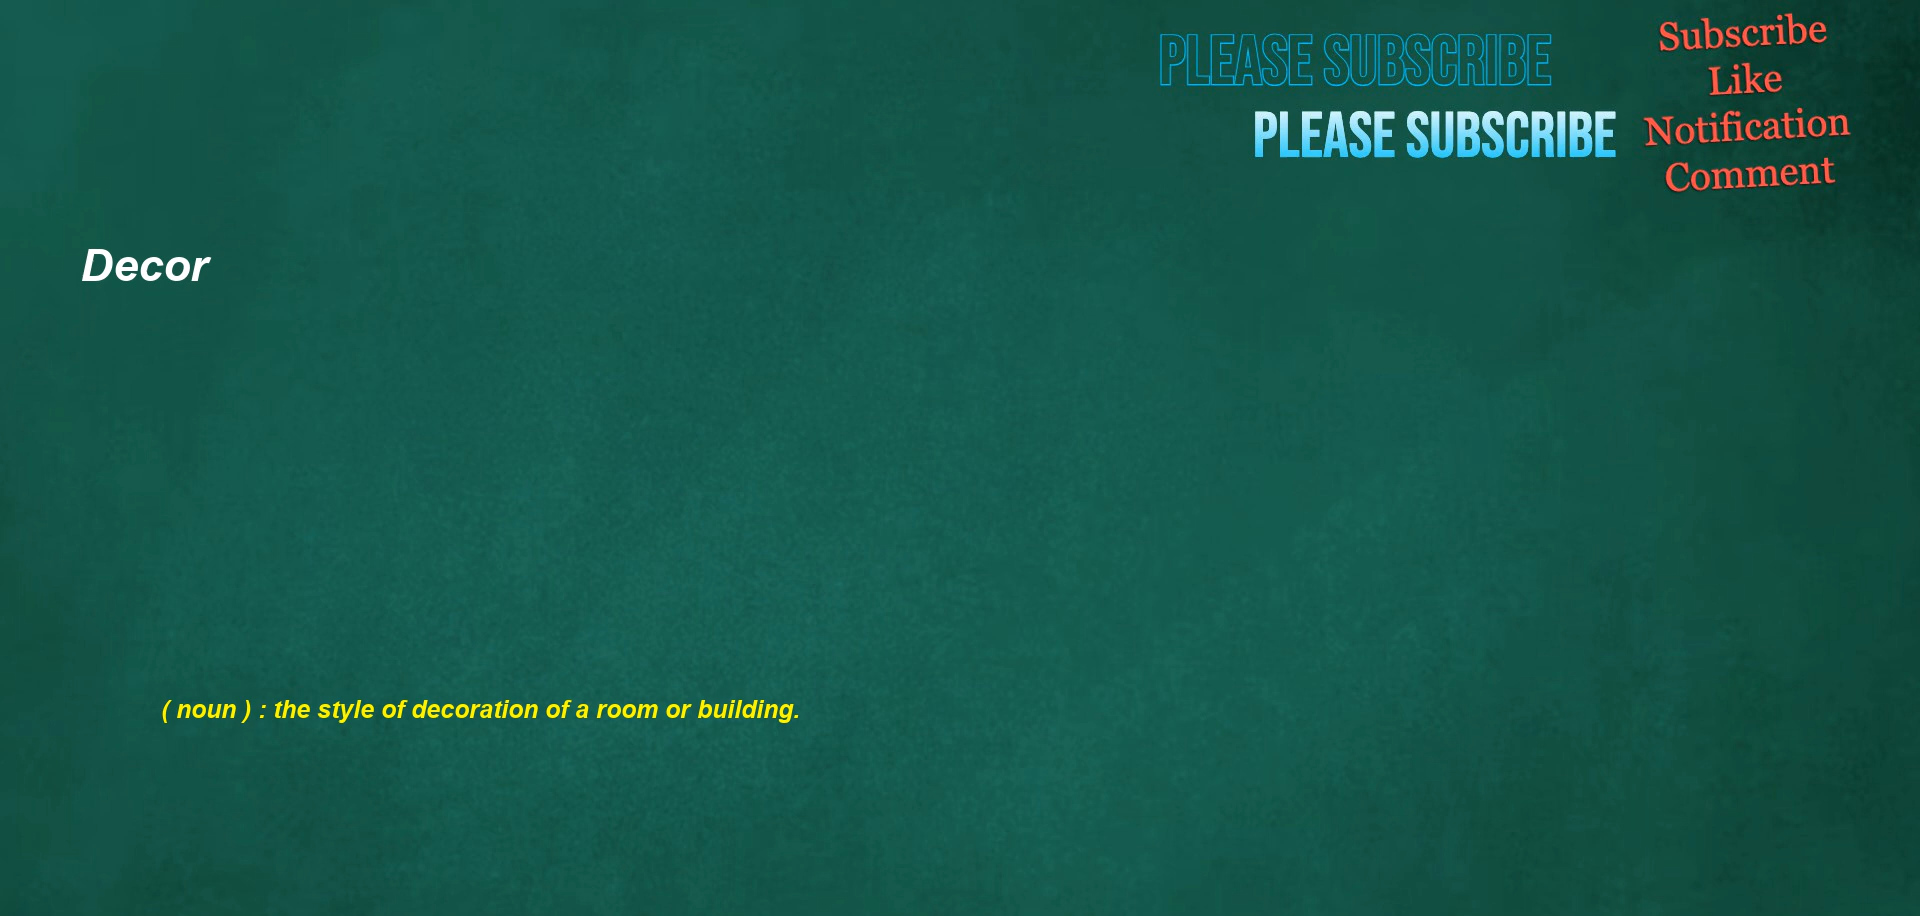 PLEASE SUBSCRIBE
PLEASE SUBSCRIBE
Subscribe
Like
Notification
Comment
Decor
( noun ) : the style of decoration of a room or building.